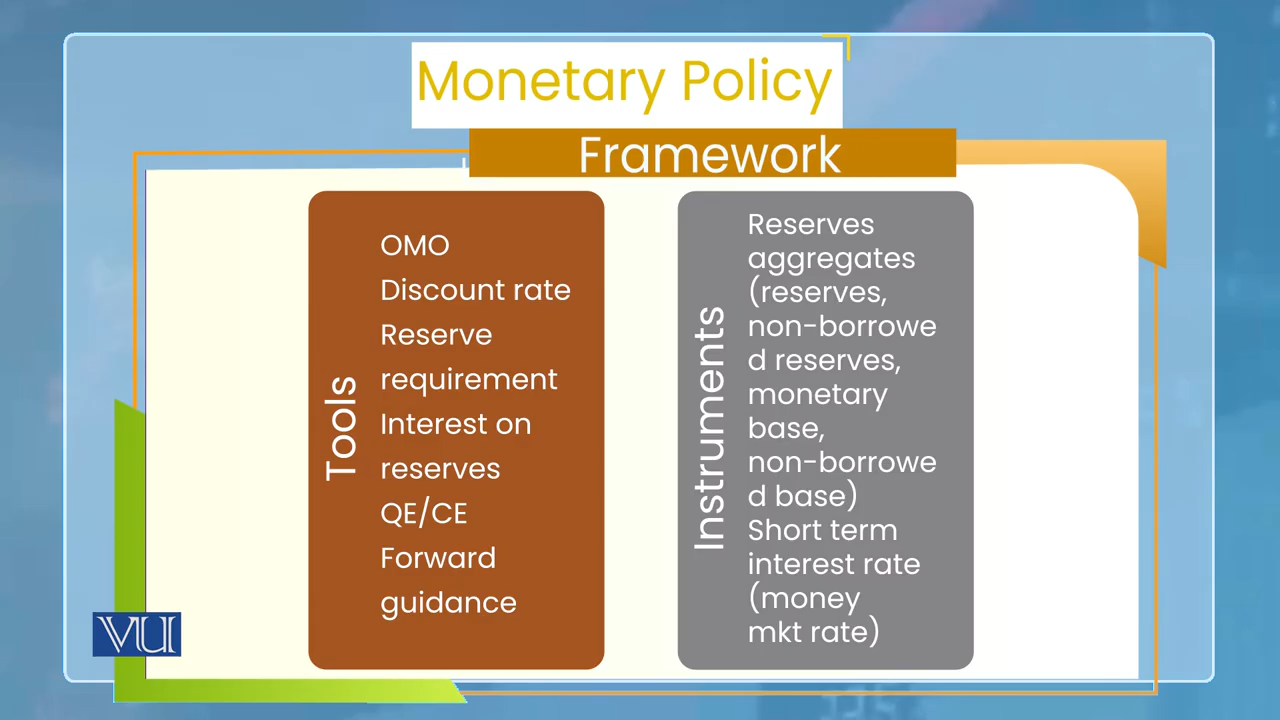 Monetary Policy
Framework
Tools
OMO
Discount rate
Reserve
requirement
Interest on
reserves
QE/CE
Forward
guidance
Instruments
Reserves
aggregates
(reserves,
non-borrowe
d reserves,
monetary
base,
non-borrowe
d base)
Short term
interest rate
(money
mkt rate)
VU